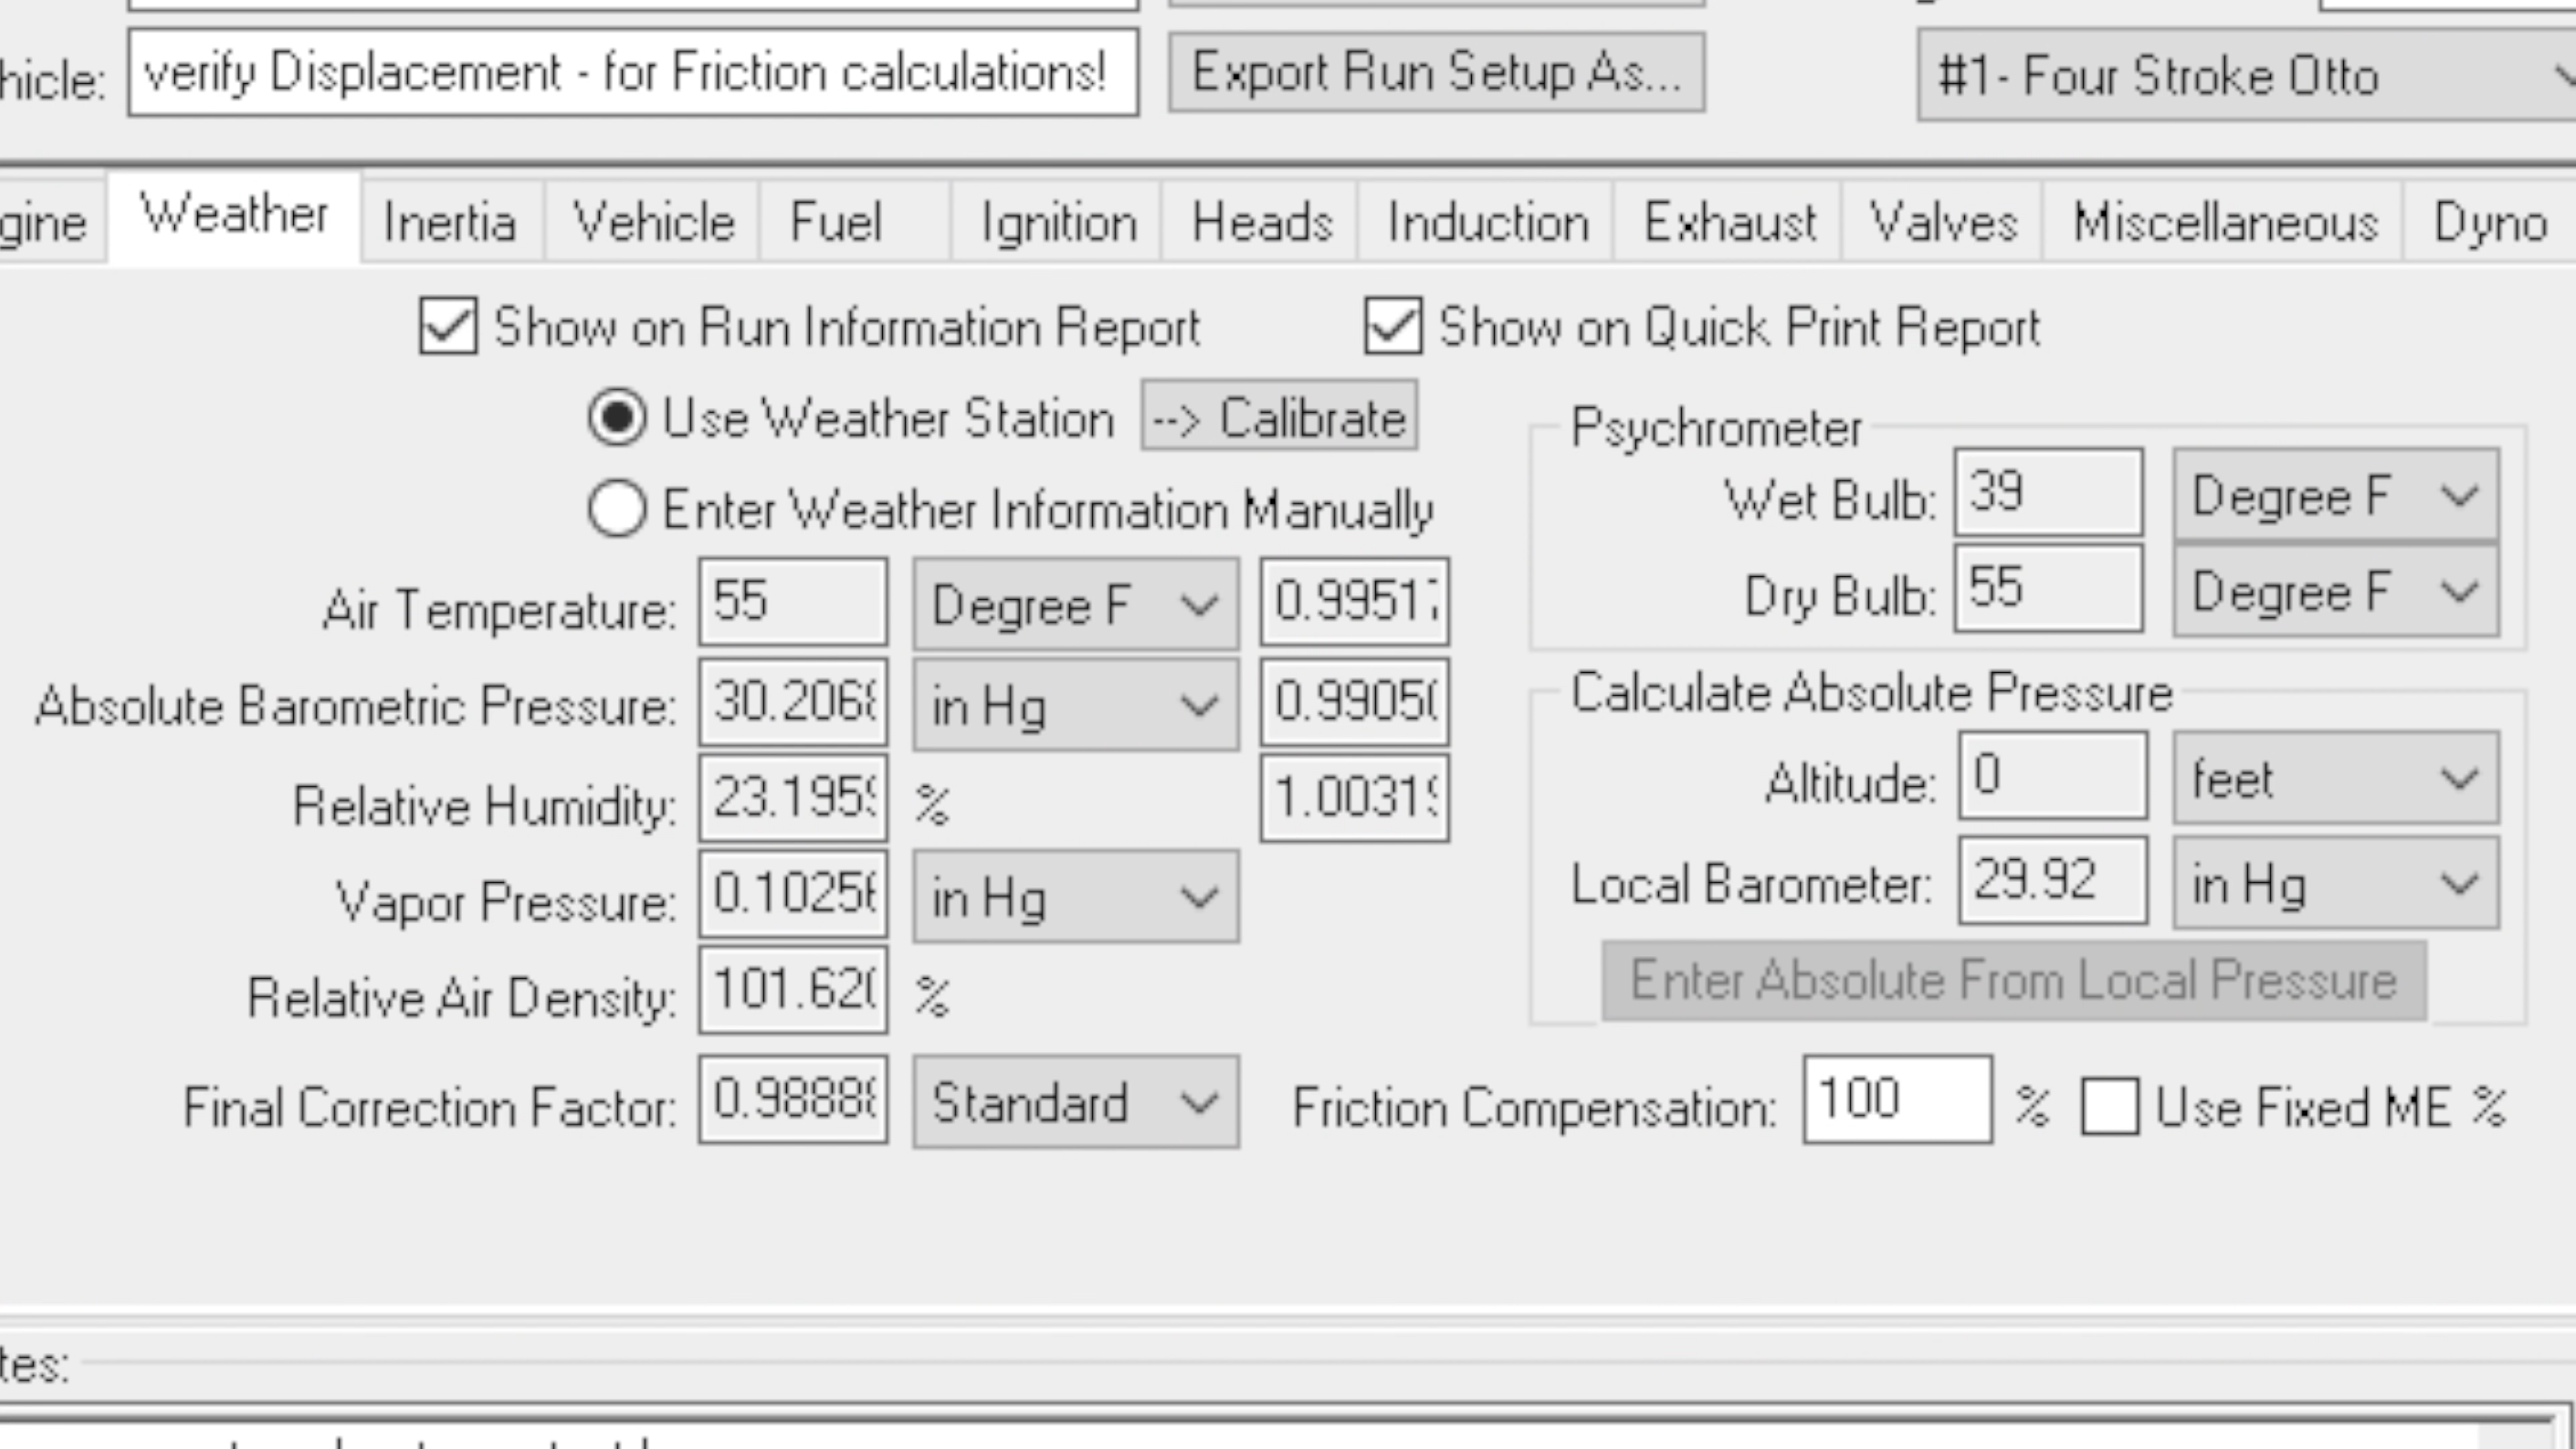 verify Displacement - for Friction calculations!
Export Run Setup As...
#1- Four Stroke Otto
Weather
Inertia
Vehicle
Fuel
Ignition
Heads
Induction
Exhaust
Valves
Miscellaneous
Dyno
Show on Run Information Report
Show on Quick Print Report
Use Weather Station
--> Calibrate
Enter Weather Information Manually
Air Temperature: 55 Degree F 0.9951
Absolute Barometric Pressure: 30.206 in Hg 0.9905
Relative Humidity: 23.195 % 1.0031
Vapor Pressure: 0.1025 in Hg
Relative Air Density: 101.62 %
Final Correction Factor: 0.9888 Standard
Psychrometer
Wet Bulb: 39 Degree F
Dry Bulb: 55 Degree F
Calculate Absolute Pressure
Altitude: 0 feet
Local Barometer: 29.92 in Hg
Enter Absolute From Local Pressure
Friction Compensation: 100 % Use Fixed ME %